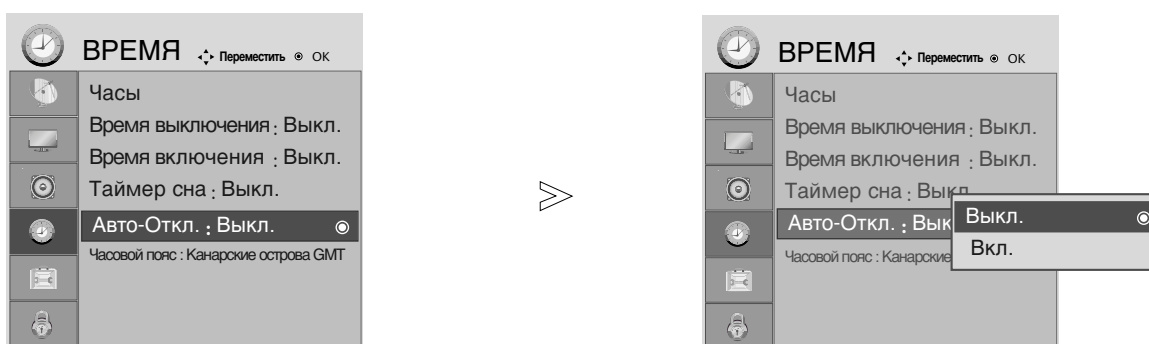 ВРЕМЯ Переместить OK
Часы
Время выключения : Выкл.
Время включения : Выкл.
Таймер сна : Выкл.
Авто-Откл. : Выкл.
Часовой пояс : Канарские острова GMT
ВРЕМЯ Переместить OK
Часы
Время выключения : Выкл.
Время включения : Выкл.
Таймер сна : Выкл.
Авто-Откл. : Вык
Часовой пояс : Канарские
Выкл.
Вкл.